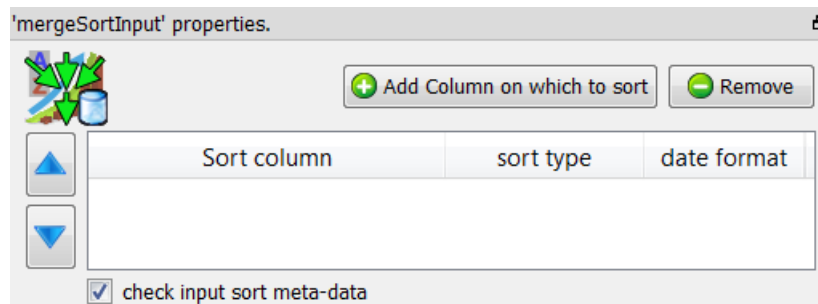 'mergeSortInput' properties.
Add Column on which to sort Remove
Sort column sort type date format
check input sort meta-data